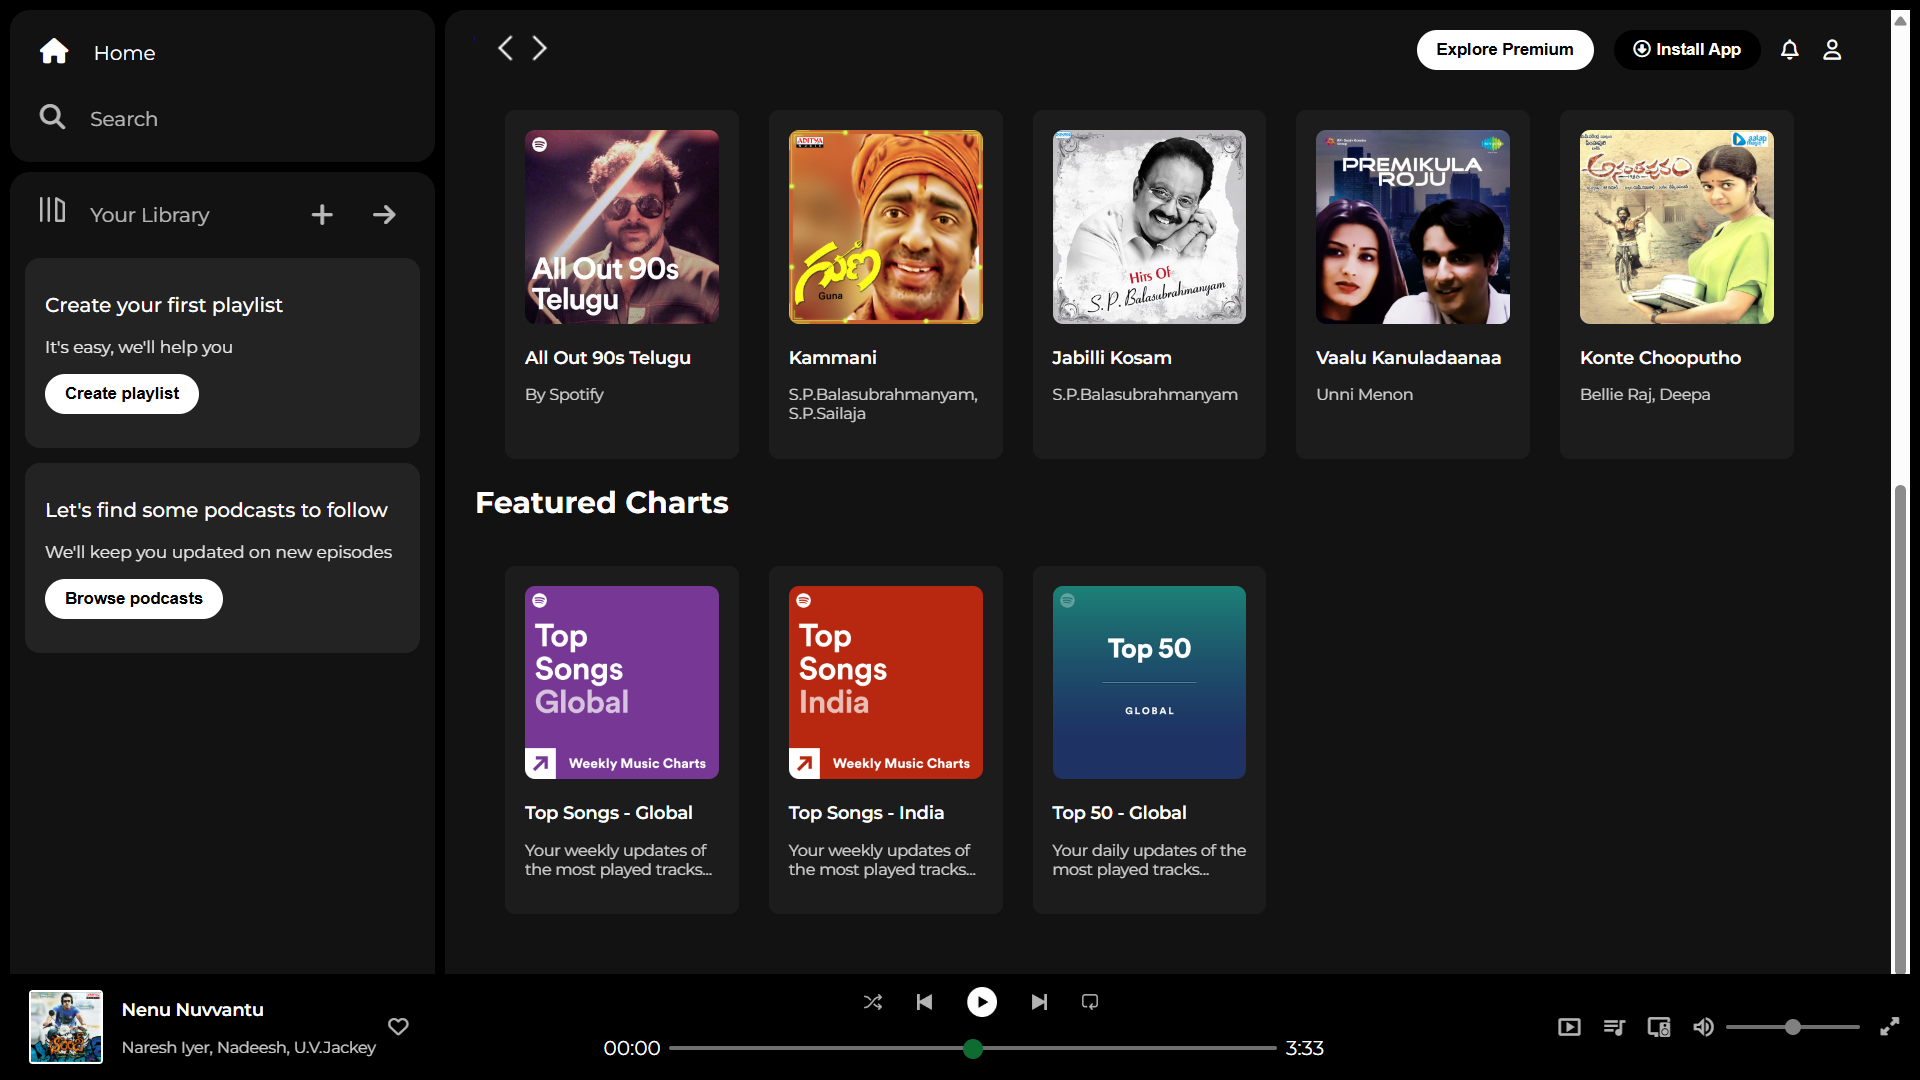 Home
Search
Your Library
Create your first playlist
It's easy, we'll help you
Create playlist
Let's find some podcasts to follow
We'll keep you updated on new episodes
Browse podcasts
Explore Premium
Install App
All Out 90s
Telugu
All Out 90s Telugu
By Spotify
ADITYA
MUSIC
గుణ
Guna
Kammani
S.P.Balasubrahmanyam,
S.P.Sailaja
Hits Of
S.P. Balasubrahmanyam
Jabilli Kosam
S.P.Balasubrahmanyam
PREMIKULA
ROJU
Vaalu Kanuladaanaa
Unni Menon
అనంతపురం
Konte Chooputho
Bellie Raj, Deepa
Featured Charts
Top
Songs
Global
Weekly Music Charts
Top Songs - Global
Your weekly updates of
the most played tracks...
Top
Songs
India
Weekly Music Charts
Top Songs - India
Your weekly updates of
the most played tracks...
Top 50
GLOBAL
Top 50 - Global
Your daily updates of the
most played tracks...
Nenu Nuvvantu
Naresh Iyer, Nadeesh, U.V.Jackey
00:00
3:33